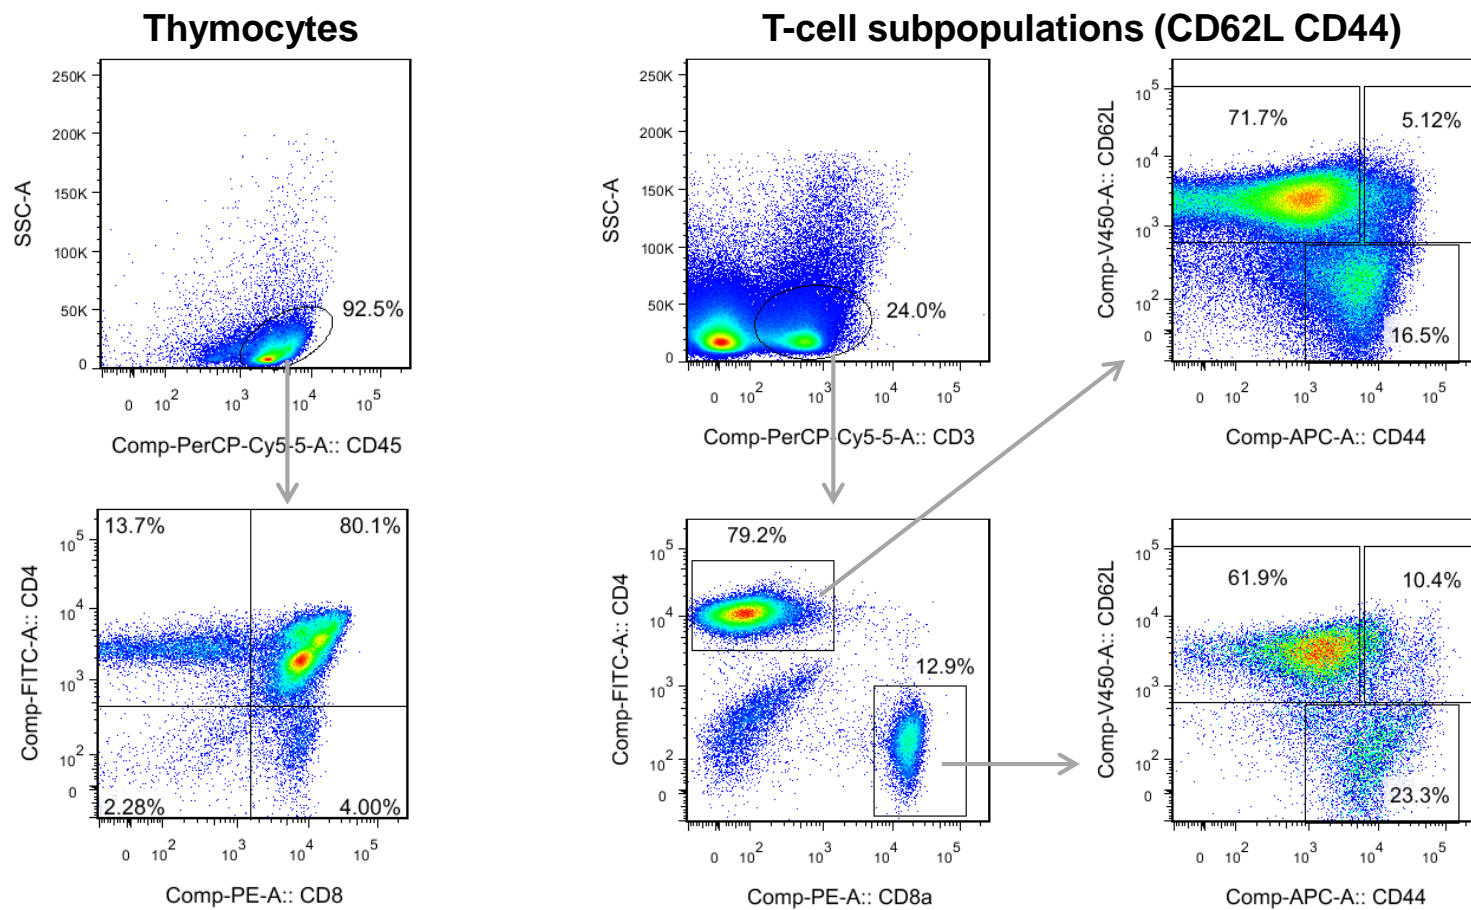 Thymocytes
T-cell subpopulations (CD62L CD44)
250K
200K
150K
100K
50K
0
SSC-A
92.5%
0 10^2 10^3 10^4 10^5
Comp-PerCP-Cy5-5-A:: CD45
250K
200K
150K
100K
50K
0
SSC-A
24.0%
0 10^2 10^3 10^4 10^5
Comp-PerCP-Cy5-5-A:: CD3
10^5
10^4
10^3
10^2
0
Comp-V450-A:: CD62L
71.7%
5.12%
16.5%
0 10^2 10^3 10^4 10^5
Comp-APC-A:: CD44
10^5
10^4
10^3
10^2
0
Comp-FITC-A:: CD4
13.7%
80.1%
2.28%
4.00%
0 10^2 10^3 10^4 10^5
Comp-PE-A:: CD8
10^5
10^4
10^3
10^2
0
Comp-FITC-A:: CD4
79.2%
12.9%
0 10^2 10^3 10^4 10^5
Comp-PE-A:: CD8a
10^5
10^4
10^3
10^2
0
Comp-V450-A:: CD62L
61.9%
10.4%
23.3%
0 10^2 10^3 10^4 10^5
Comp-APC-A:: CD44